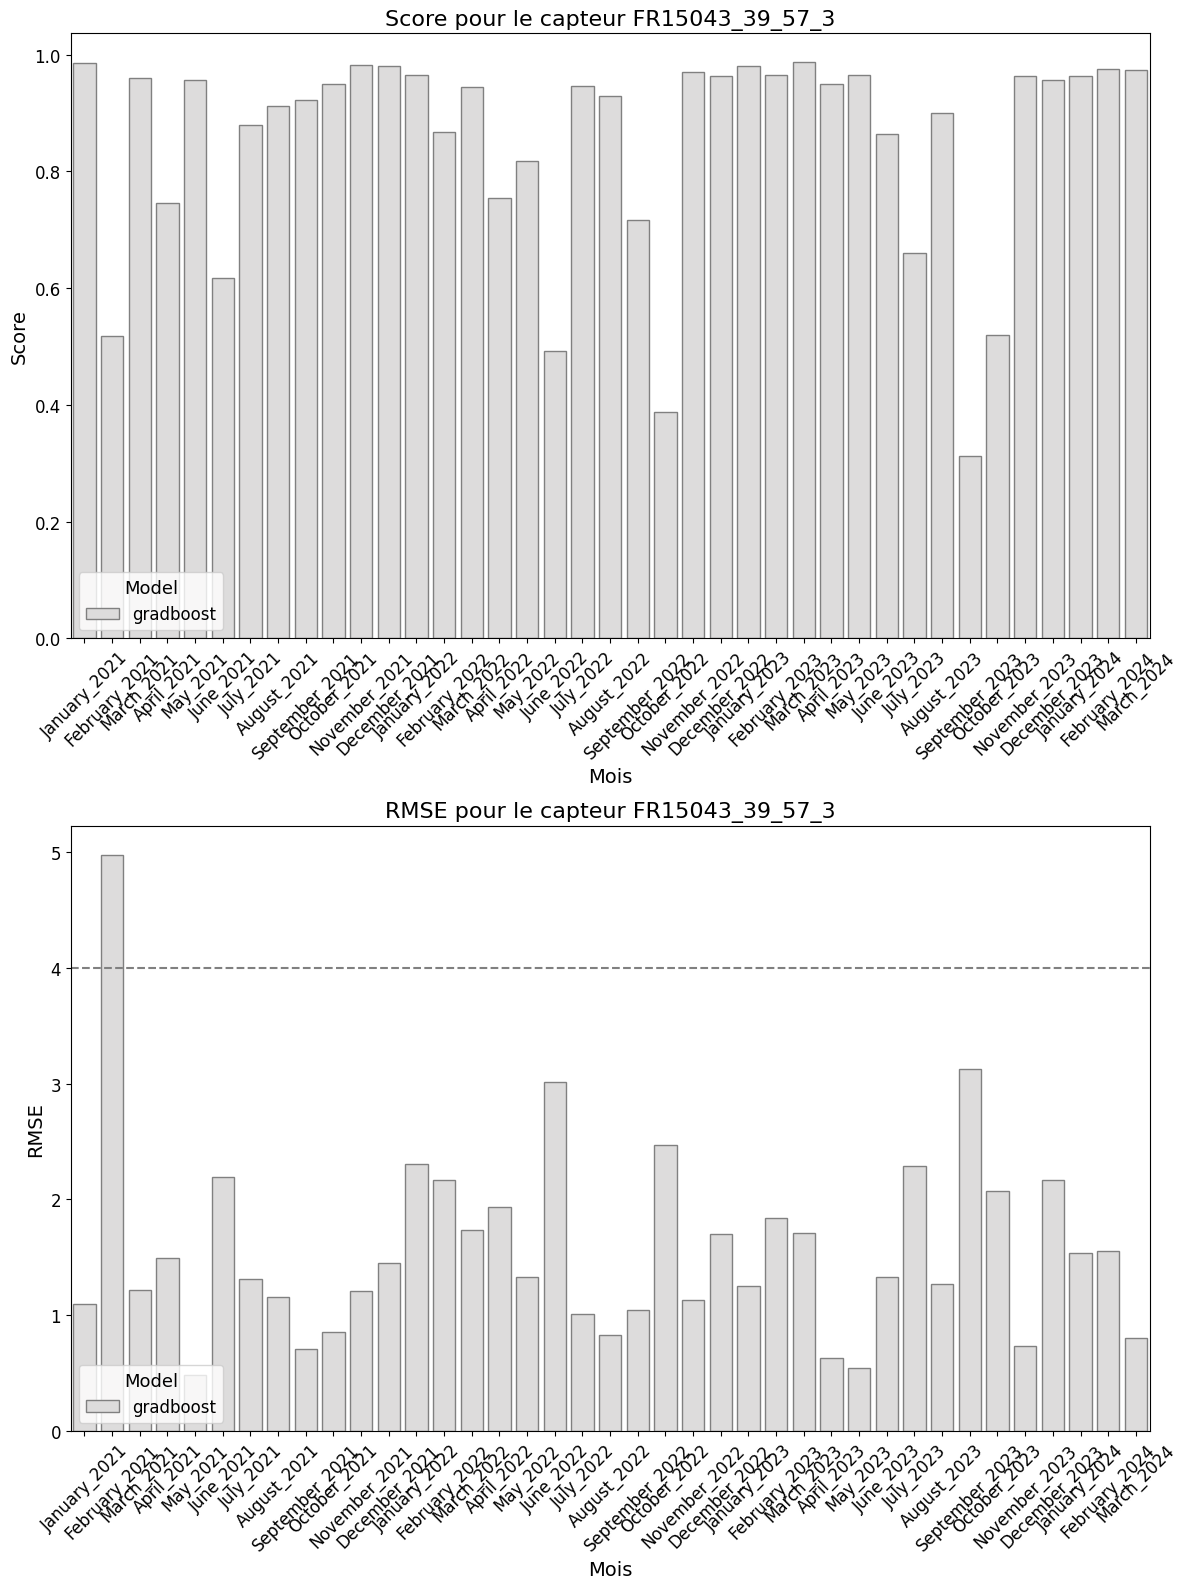 Score pour le capteur FR15043_39_57_3
Score
1.0
0.8
0.6
0.4
0.2
0.0
Model
gradboost
January_2021
February_2021
March_2021
April_2021
May_2021
June_2021
July_2021
August_2021
September_2021
October_2021
November_2021
December_2021
January_2022
February_2022
March_2022
April_2022
May_2022
June_2022
July_2022
August_2022
September_2022
October_2022
November_2022
December_2022
January_2023
February_2023
March_2023
April_2023
May_2023
June_2023
July_2023
August_2023
September_2023
October_2023
November_2023
December_2023
January_2024
February_2024
March_2024
Mois
RMSE pour le capteur FR15043_39_57_3
RMSE
5
4
3
2
1
0
Model
gradboost
January_2021
February_2021
March_2021
April_2021
May_2021
June_2021
July_2021
August_2021
September_2021
October_2021
November_2021
December_2021
January_2022
February_2022
March_2022
April_2022
May_2022
June_2022
July_2022
August_2022
September_2022
October_2022
November_2022
December_2022
January_2023
February_2023
March_2023
April_2023
May_2023
June_2023
July_2023
August_2023
September_2023
October_2023
November_2023
December_2023
January_2024
February_2024
March_2024
Mois